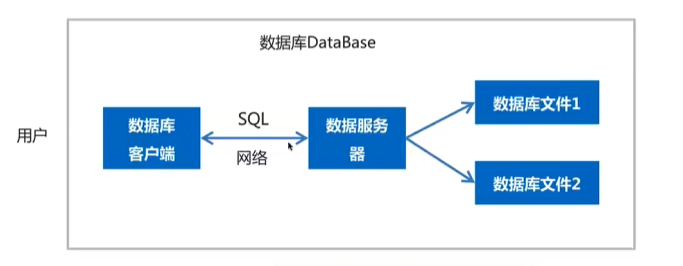 数据库DataBase
用户
数据库
客户端
SQL
网络
数据服务
器
数据库文件1
数据库文件2